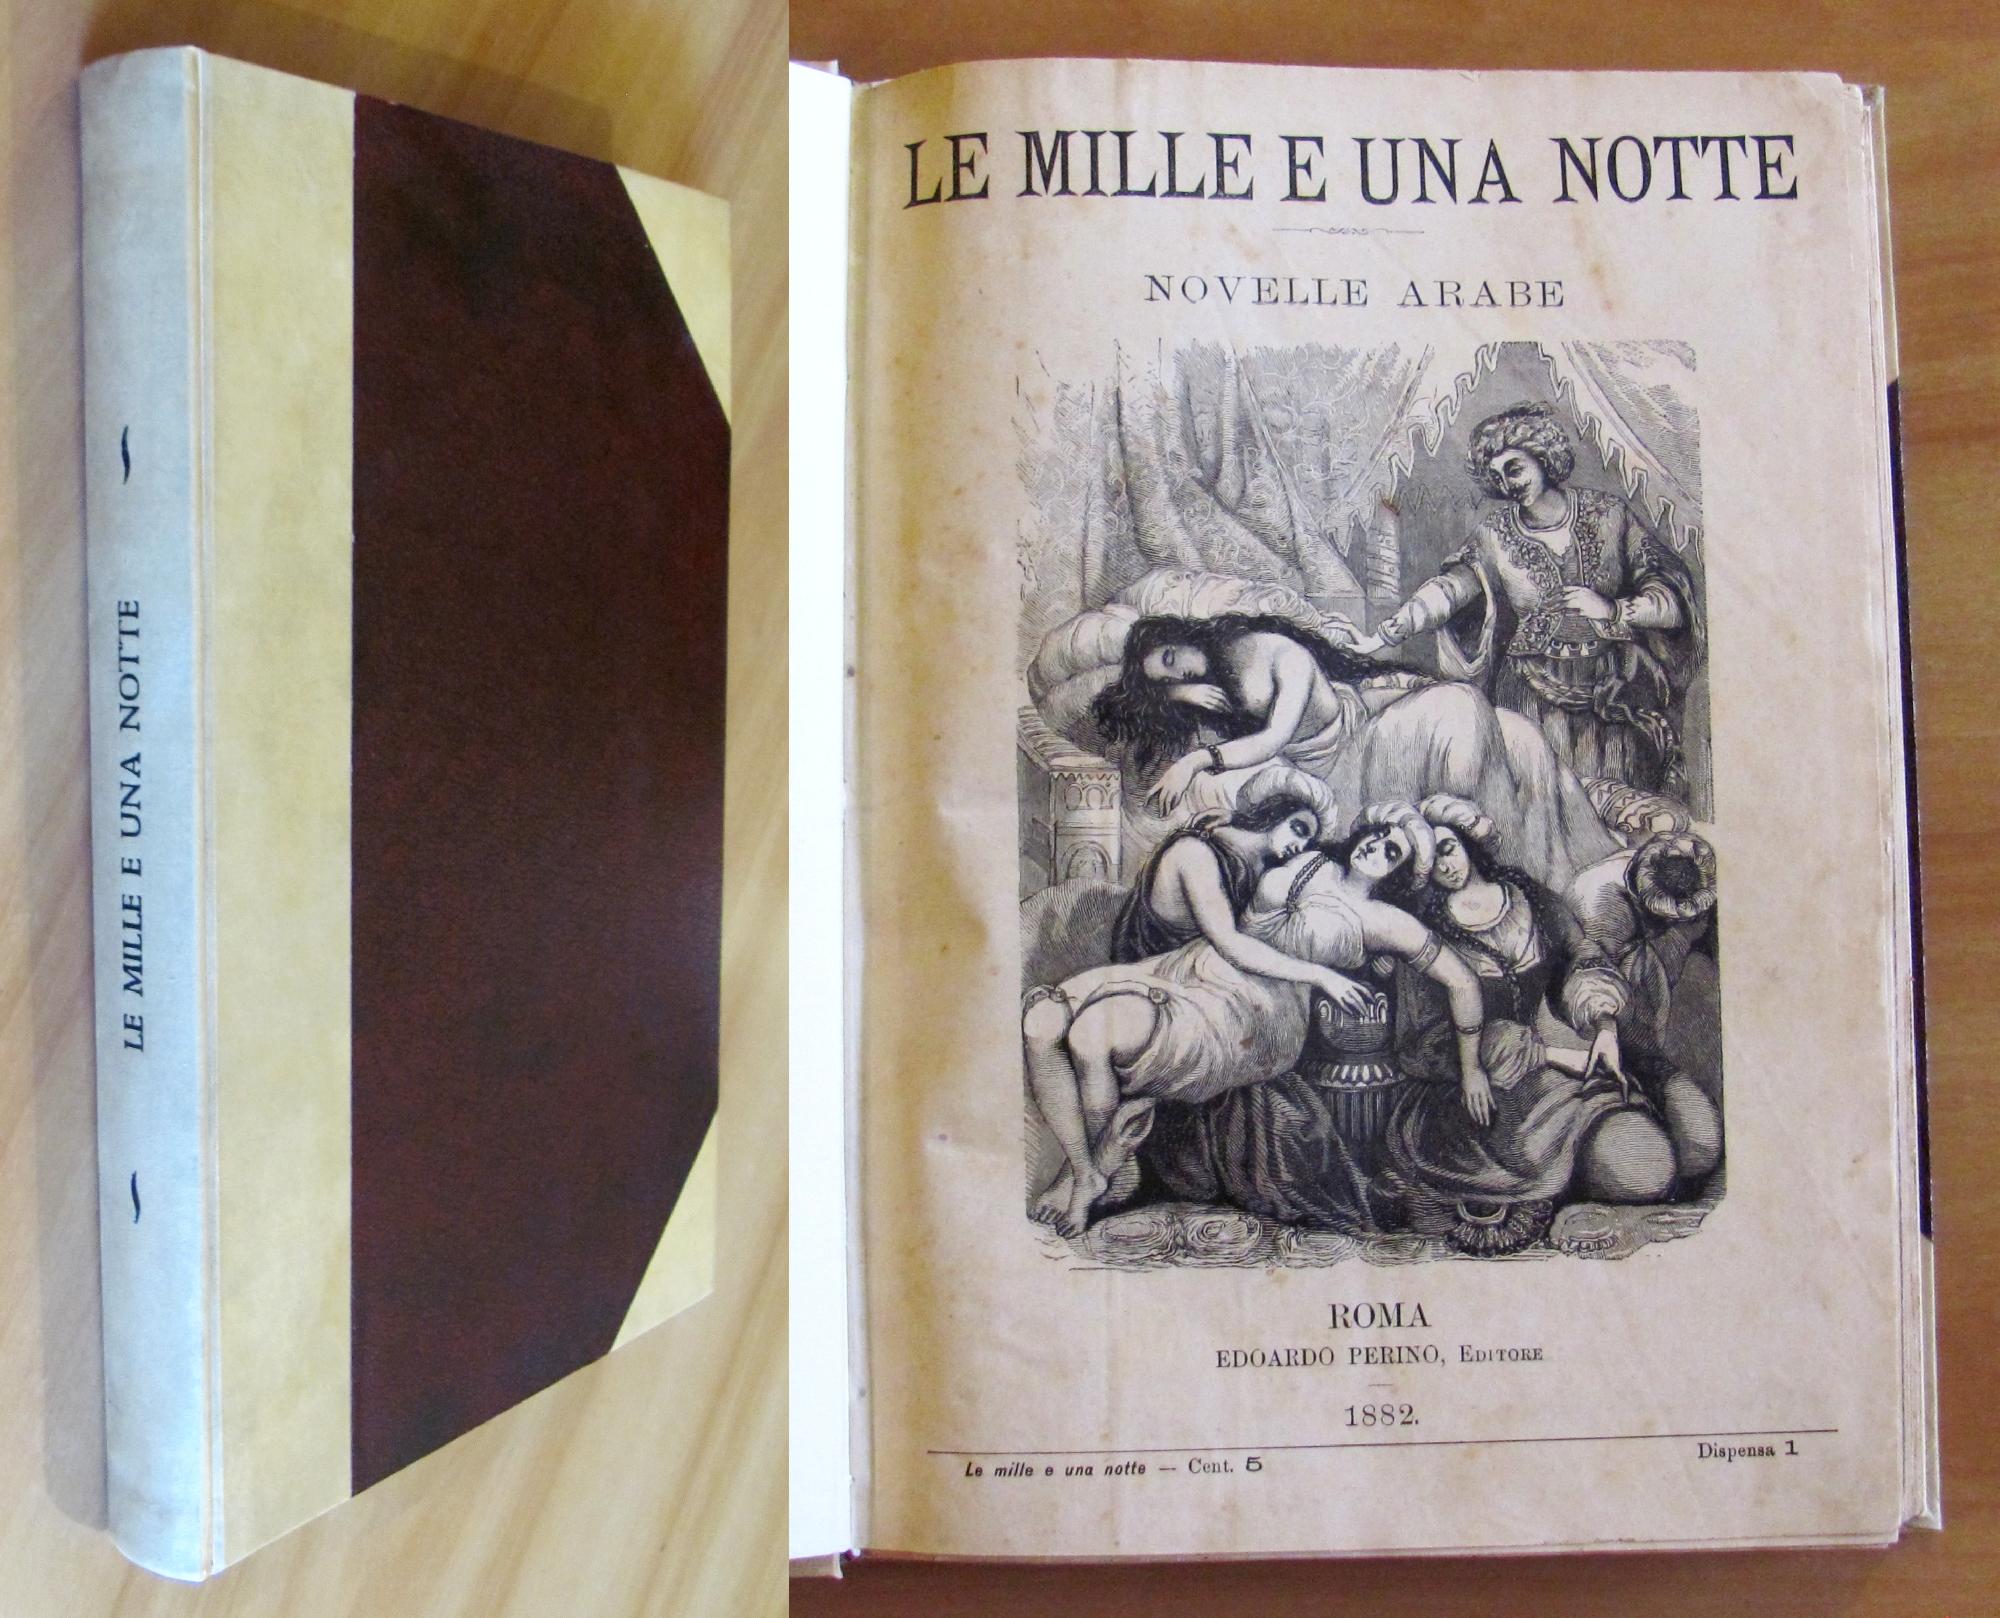 LE MILLE E UNA NOTTE
LE MILLE E UNA NOTTE
NOVELLE ARABE
ROMA
EDOARDO PERINO, EDITORE
1882.
Le mille e una notte — Cent. 5
Dispensa 1